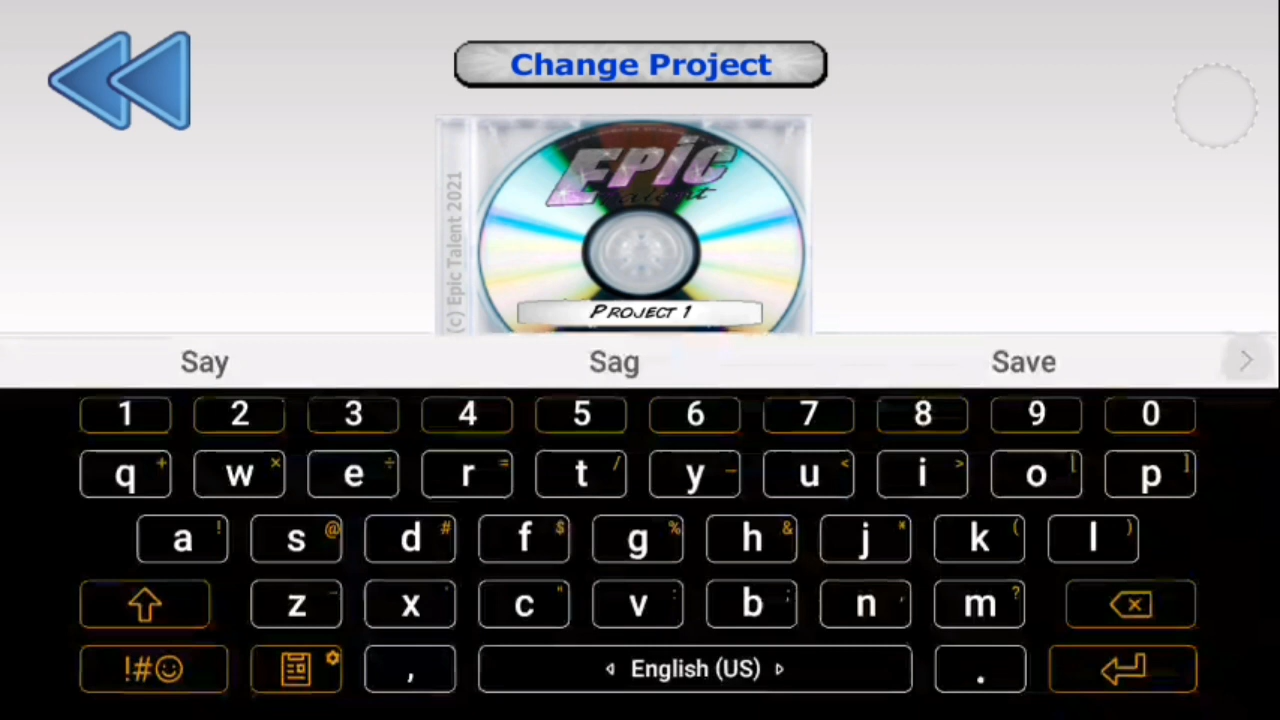 Change Project
EPIC
Talent
(c) Epic Talent 2021
PROJECT 1
Say Sag Save
1 2 3 4 5 6 7 8 9 0
q + w × e ÷ r = t / y _ u < i > o [ p ]
a ! s @ d # f $ g % h & j * k ( l )
z - x ' c " v : b ; n , m ?
!#☺ , English (US) .